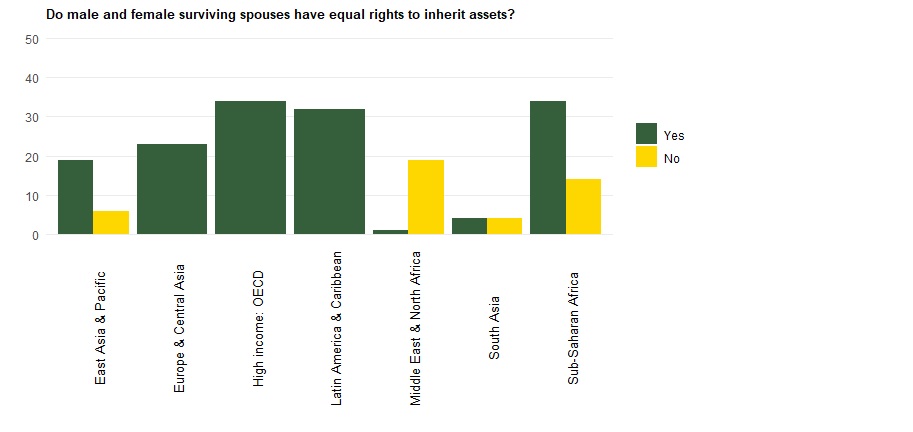 Do male and female surviving spouses have equal rights to inherit assets?
50
40
30
20
10
0
East Asia & Pacific
Europe & Central Asia
High income: OECD
Latin America & Caribbean
Middle East & North Africa
South Asia
Sub-Saharan Africa
Yes
No